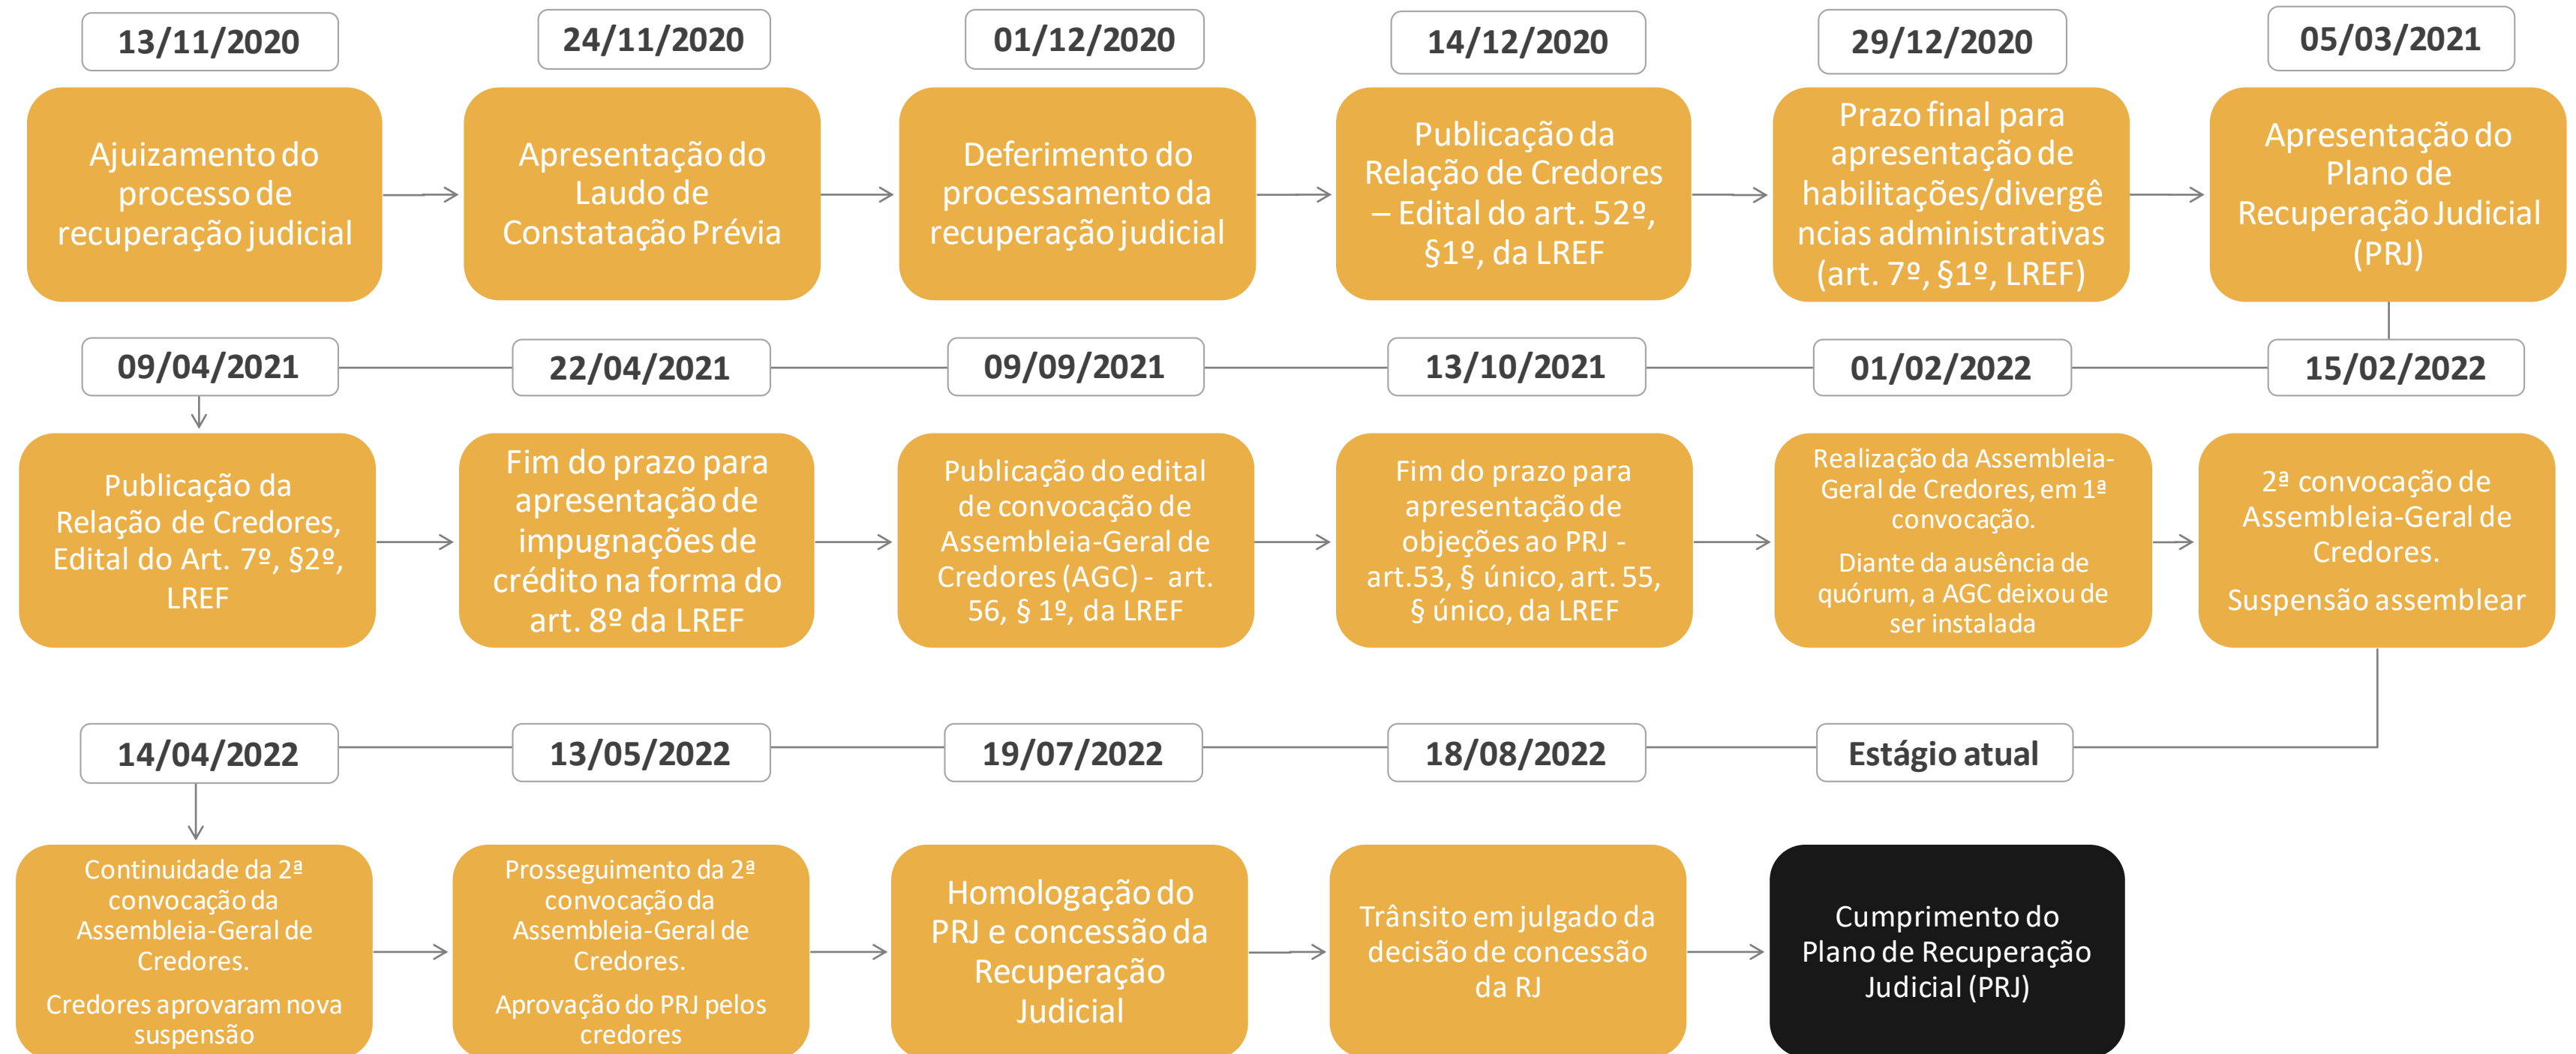 13/11/2020
Ajuizamento do
processo de
recuperação judicial
24/11/2020
Apresentação do
Laudo de
Constatação Prévia
01/12/2020
Deferimento do
processamento da
recuperação judicial
14/12/2020
Publicação da
Relação de Credores
– Edital do art. 52º,
§1º, da LREF
29/12/2020
Prazo final para
apresentação de
habilitações/divergê
ncias administrativas
(art. 7º, §1º, LREF)
05/03/2021
Apresentação do
Plano de
Recuperação Judicial
(PRJ)
09/04/2021
Publicação da
Relação de Credores,
Edital do Art. 7º, §2º,
LREF
22/04/2021
Fim do prazo para
apresentação de
impugnações de
crédito na forma do
art. 8º da LREF
09/09/2021
Publicação do edital
de convocação de
Assembleia-Geral de
Credores (AGC) - art.
56, § 1º, da LREF
13/10/2021
Fim do prazo para
apresentação de
objeções ao PRJ -
art.53, § único, art. 55,
§ único, da LREF
01/02/2022
Realização da Assembleia-
Geral de Credores, em 1ª
convocação.
Diante da ausência de
quórum, a AGC deixou de
ser instalada
15/02/2022
2ª convocação de
Assembleia-Geral de
Credores.
Suspensão assemblear
14/04/2022
Continuidade da 2ª
convocação da
Assembleia-Geral de
Credores.
Credores aprovaram nova
suspensão
13/05/2022
Prosseguimento da 2ª
convocação da
Assembleia-Geral de
Credores.
Aprovação do PRJ pelos
credores
19/07/2022
Homologação do
PRJ e concessão da
Recuperação
Judicial
18/08/2022
Trânsito em julgado da
decisão de concessão
da RJ
Estágio atual
Cumprimento do
Plano de Recuperação
Judicial (PRJ)